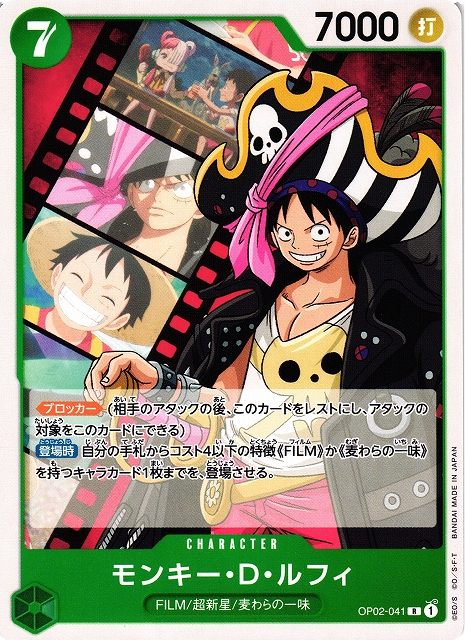 7
7000
打
ブロッカー (相手のアタックの後、このカードをレストにし、アタックの
対象をこのカードにできる)
登場時 自分の手札からコスト4以下の特徴《FILM》か《麦わらの一味》
を持つキャラカード1枚までを、登場させる。
CHARACTER
モンキー・D・ルフィ
FILM/超新星/麦わらの一味
OP02-041 R 1
©E.O/S ©O./S・F・T BANDAI MADE IN JAPAN